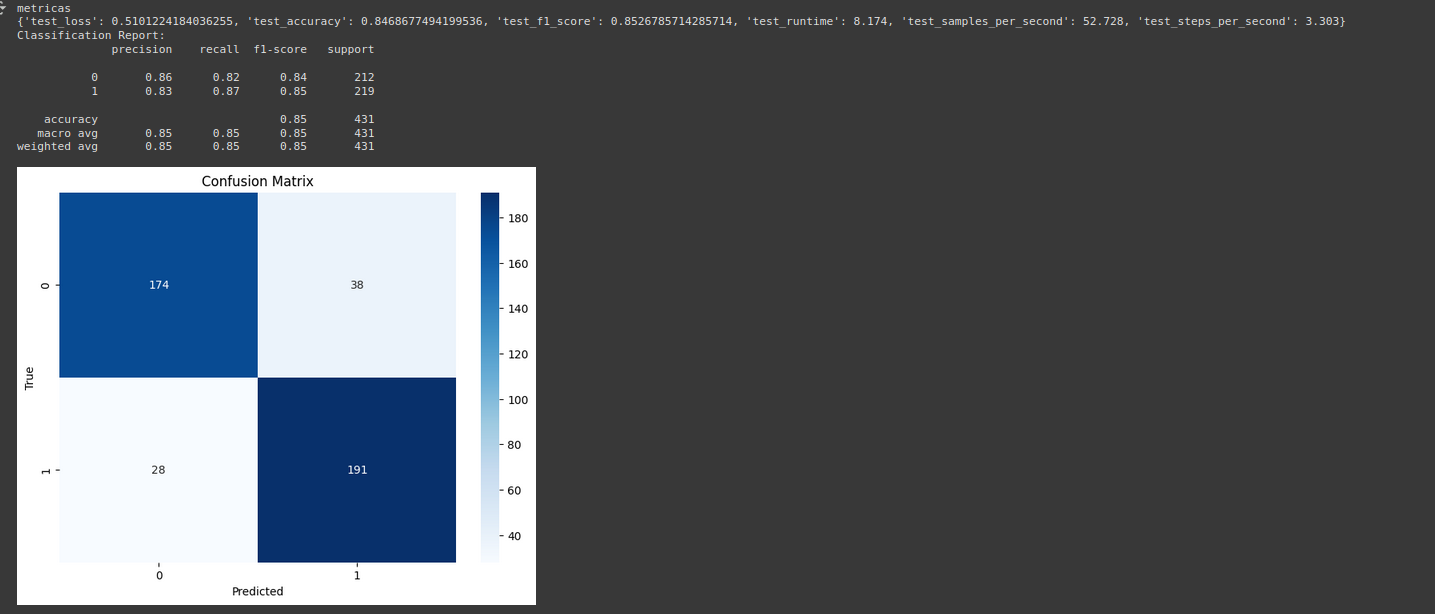 metricas
{'test_loss': 0.5101224184036255, 'test_accuracy': 0.8468677494199536, 'test_f1_score': 0.8526785714285714, 'test_runtime': 8.174, 'test_samples_per_second': 52.728, 'test_steps_per_second': 3.303}
Classification Report:
precision recall f1-score support
0 0.86 0.82 0.84 212
1 0.83 0.87 0.85 219
accuracy 0.85 431
macro avg 0.85 0.85 0.85 431
weighted avg 0.85 0.85 0.85 431
Confusion Matrix
True
0
1
174 38
28 191
0 1
Predicted
180
160
140
120
100
80
60
40